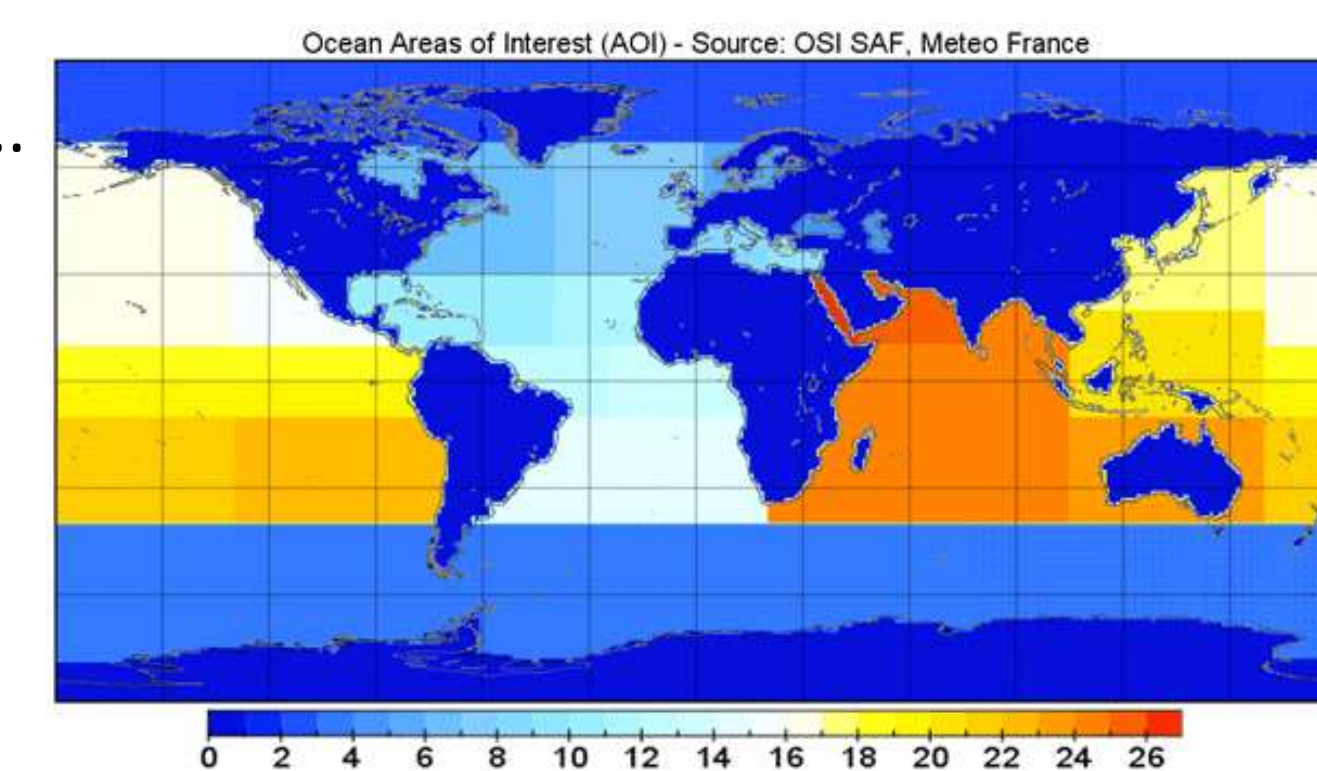 Ocean Areas of Interest (AOI) - Source: OSI SAF, Meteo France
..
0 2 4 6 8 10 12 14 16 18 20 22 24 26